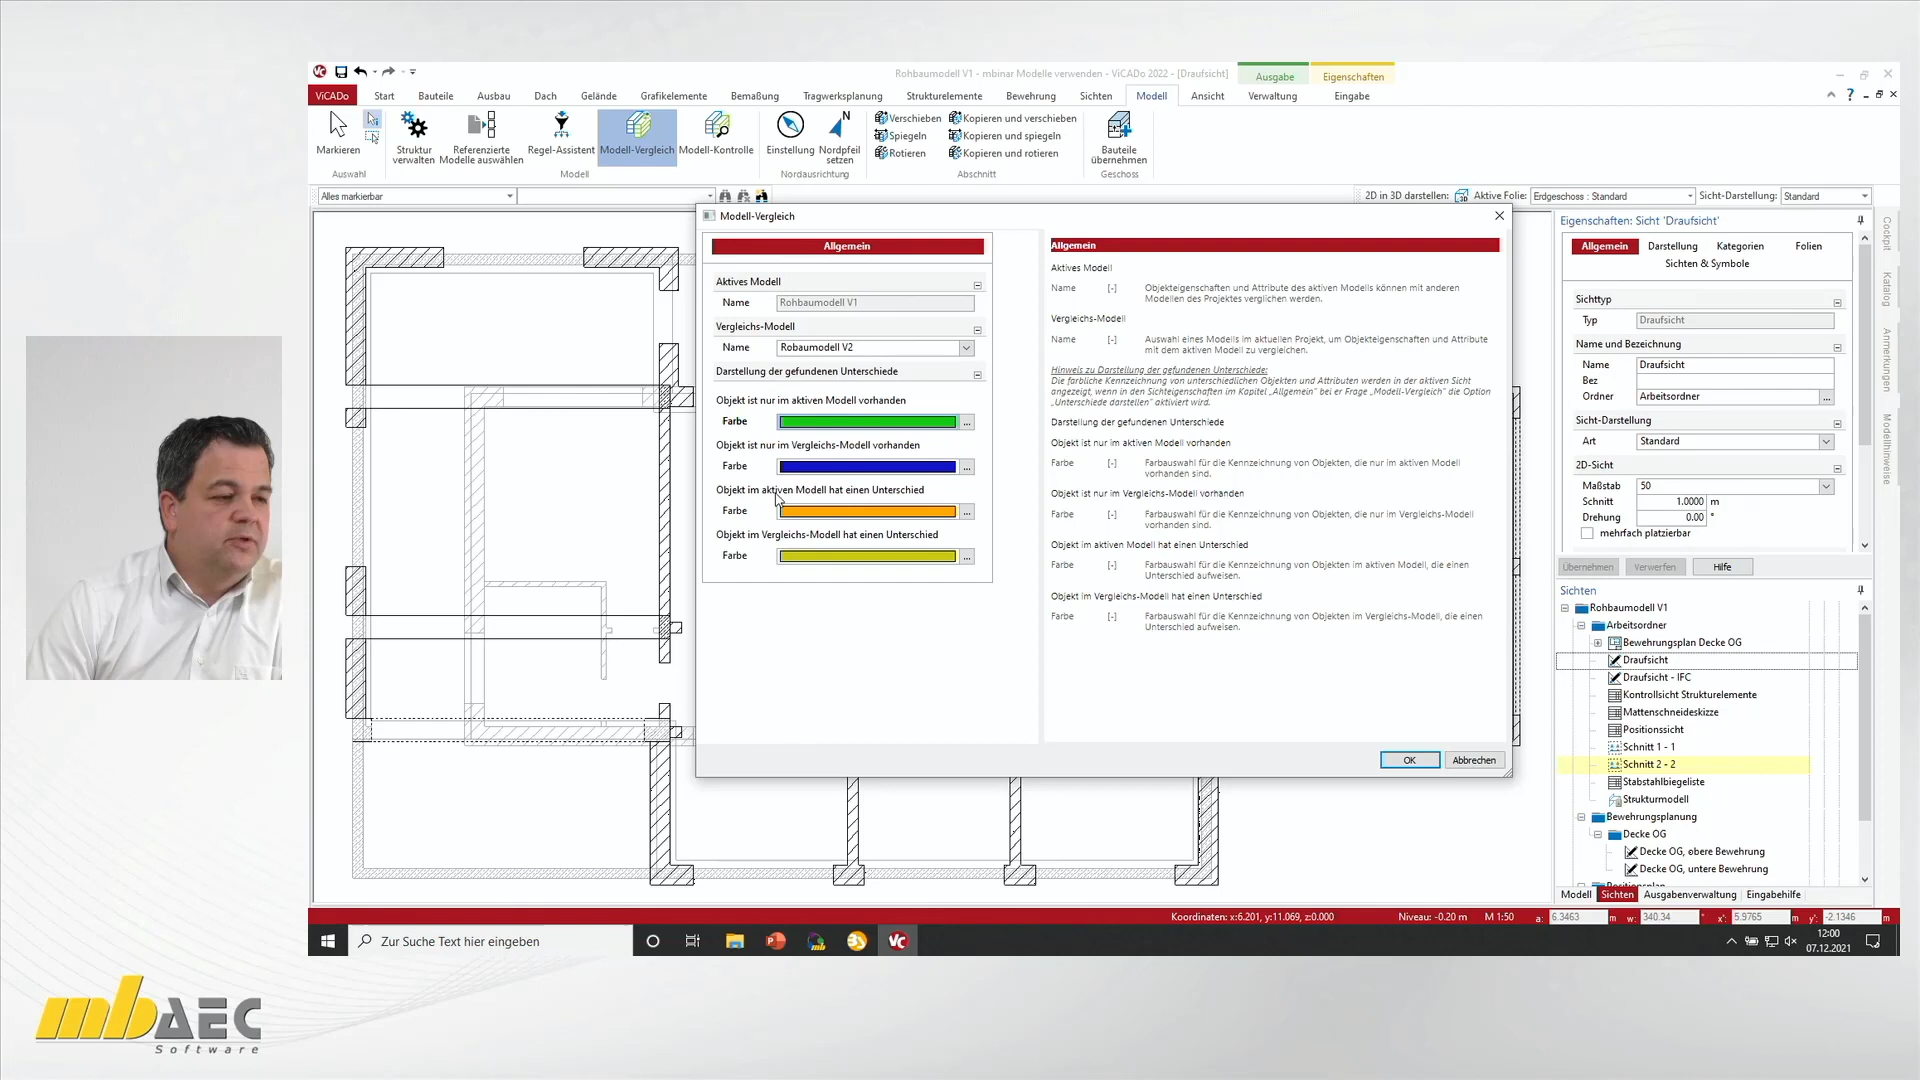 Rohbaumodell V1 - mbinar Modelle verwenden - ViCADo 2022 - [Draufsicht]
Ausgabe
Eigenschaften
ViCADo
Start
Bauteile
Ausbau
Dach
Gelände
Grafikelemente
Bemaßung
Tragwerksplanung
Strukturelemente
Bewehrung
Sichten
Modell
Ansicht
Verwaltung
Eingabe
Markieren
Struktur
verwalten
Referenzierte
Modelle auswählen
Regel-Assistent
Modell-Vergleich
Modell-Kontrolle
Einstellung
Nordpfeil
setzen
Verschieben
Spiegeln
Rotieren
Kopieren und verschieben
Kopieren und spiegeln
Kopieren und rotieren
Bauteile
übernehmen
Auswahl
Modell
Nordausrichtung
Abschnitt
Geschoss
Alles markierbar
2D in 3D darstellen:
Aktive Folie:
Erdgeschoss : Standard
Sicht-Darstellung:
Standard
Modell-Vergleich
Allgemein
Aktives Modell
Name
Rohbaumodell V1
Vergleichs-Modell
Name
Robaumodell V2
Darstellung der gefundenen Unterschiede
Objekt ist nur im aktiven Modell vorhanden
Farbe
...
Objekt ist nur im Vergleichs-Modell vorhanden
Farbe
...
Objekt im aktiven Modell hat einen Unterschied
Farbe
...
Objekt im Vergleichs-Modell hat einen Unterschied
Farbe
...
Allgemein
Aktives Modell
Name [-] Objekteigenschaften und Attribute des aktiven Modells können mit anderen
Modellen des Projektes verglichen werden.
Vergleichs-Modell
Name [-] Auswahl eines Modells im aktuellen Projekt, um Objekteigenschaften und Attribute
mit dem aktiven Modell zu vergleichen.
Hinweis zu Darstellung der gefundenen Unterschiede:
Die farbliche Kennzeichnung von unterschiedlichen Objekten und Attributen werden in der aktiven Sicht
angezeigt, wenn in den Sichteigenschaften im Kapitel „Allgemein" bei er Frage „Modell-Vergleich" die Option
„Unterschiede darstellen" aktiviert wird.
Darstellung der gefundenen Unterschiede
Objekt ist nur im aktiven Modell vorhanden
Farbe [-] Farbauswahl für die Kennzeichnung von Objekten, die nur im aktiven Modell
vorhanden sind.
Objekt ist nur im Vergleichs-Modell vorhanden
Farbe [-] Farbauswahl für die Kennzeichnung von Objekten, die nur im Vergleichs-Modell
vorhanden sind.
Objekt im aktiven Modell hat einen Unterschied
Farbe [-] Farbauswahl für die Kennzeichnung von Objekten im aktiven Modell, die einen
Unterschied aufweisen.
Objekt im Vergleichs-Modell hat einen Unterschied
Farbe [-] Farbauswahl für die Kennzeichnung von Objekten im Vergleichs-Modell, die einen
Unterschied aufweisen.
OK
Abbrechen
Eigenschaften: Sicht 'Draufsicht'
Allgemein
Darstellung
Kategorien
Folien
Sichten & Symbole
Sichttyp
Typ
Draufsicht
Name und Bezeichnung
Name
Draufsicht
Bez
Ordner
Arbeitsordner
...
Sicht-Darstellung
Art
Standard
2D-Sicht
Maßstab
50
Schnitt
1.0000 m
Drehung
0.00 °
mehrfach platzierbar
Übernehmen
Verwerfen
Hilfe
Cockpit
Katalog
Anmerkungen
Modellhinweise
Sichten
Rohbaumodell V1
Arbeitsordner
Bewehrungsplan Decke OG
Draufsicht
Draufsicht - IFC
Kontrollsicht Strukturelemente
Mattenschneideskizze
Positionssicht
Schnitt 1 - 1
Schnitt 2 - 2
Stabstahlbiegeliste
Strukturmodell
Bewehrungsplanung
Decke OG
Decke OG, obere Bewehrung
Decke OG, untere Bewehrung
Positionsplan
Modell
Sichten
Ausgabenverwaltung
Eingabehilfe
Koordinaten: x:6.201, y:11.069, z:0.000
Niveau: -0.20 m
M 1:50
a: 6.3463 m
w: 340.34 °
x': 5.9765 m
y': -2.1346 m
Zur Suche Text hier eingeben
12:00
07.12.2021
mbAEC
Software